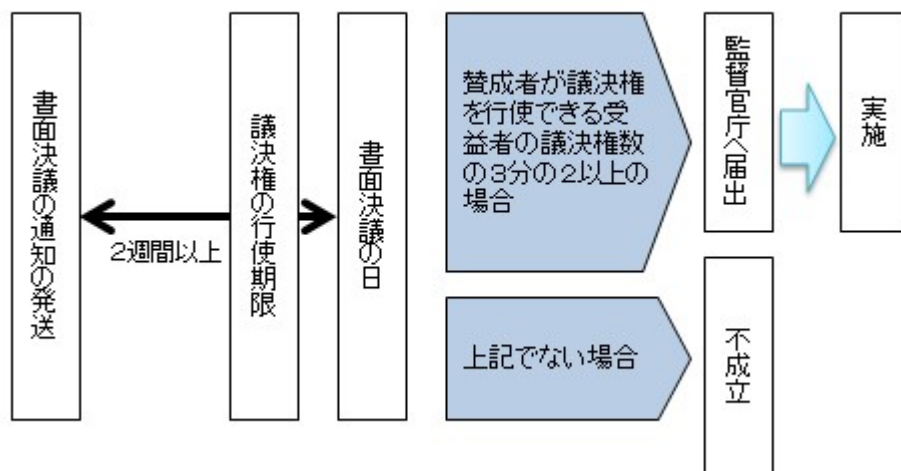 書面決議の通知の発送
2週間以上
議決権の行使期限
書面決議の日
賛成者が議決権
を行使できる受
益者の議決権数
の3分の2以上の
場合
監督官庁へ届出
実施
上記でない場合
不成立